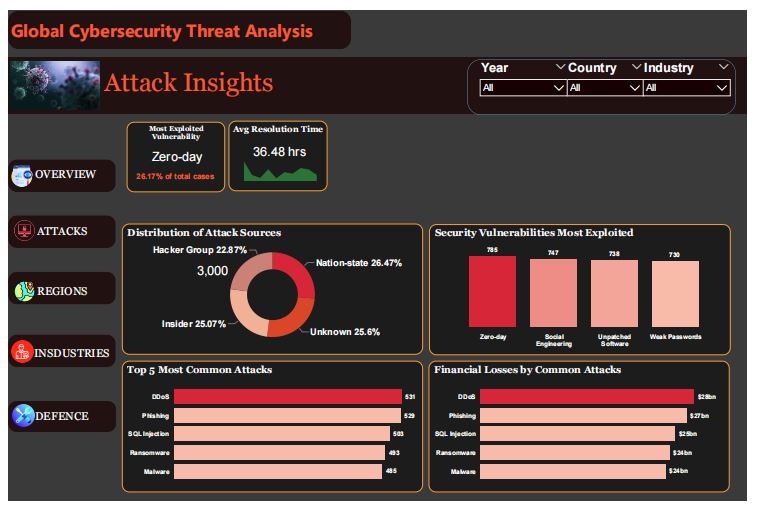 Global Cybersecurity Threat Analysis
Attack Insights
Year Country Industry
All All All
OVERVIEW
ATTACKS
REGIONS
INSDUSTRIES
DEFENCE
Most Exploited
Vulnerability
Zero-day
26.17% of total cases
Avg Resolution Time
36.48 hrs
Distribution of Attack Sources
Hacker Group 22.87%
3,000
Nation-state 26.47%
Insider 25.07%
Unknown 25.6%
Security Vulnerabilities Most Exploited
785 747 738 730
Zero-day
Social
Engineering
Unpatched
Software
Weak Passwords
Top 5 Most Common Attacks
DDoS 531
Phishing 529
SQL Injection 503
Ransomware 493
Malware 485
Financial Losses by Common Attacks
DDoS $28bn
Phishing $27bn
SQL Injection $25bn
Ransomware $24bn
Malware $24bn